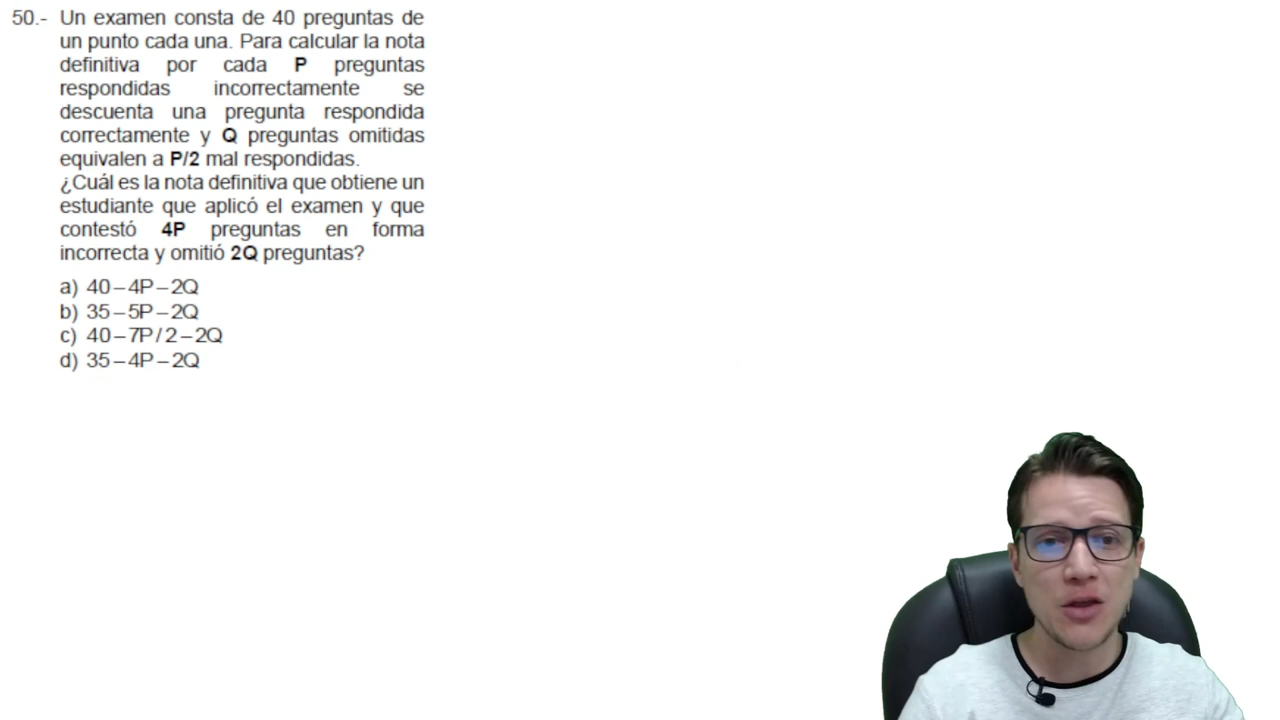 50.- Un examen consta de 40 preguntas de
un punto cada una. Para calcular la nota
definitiva por cada P preguntas
respondidas incorrectamente se
descuenta una pregunta respondida
correctamente y Q preguntas omitidas
equivalen a P/2 mal respondidas.
¿Cuál es la nota definitiva que obtiene un
estudiante que aplicó el examen y que
contestó 4P preguntas en forma
incorrecta y omitió 2Q preguntas?
a) 40–4P–2Q
b) 35–5P–2Q
c) 40–7P/2–2Q
d) 35–4P–2Q